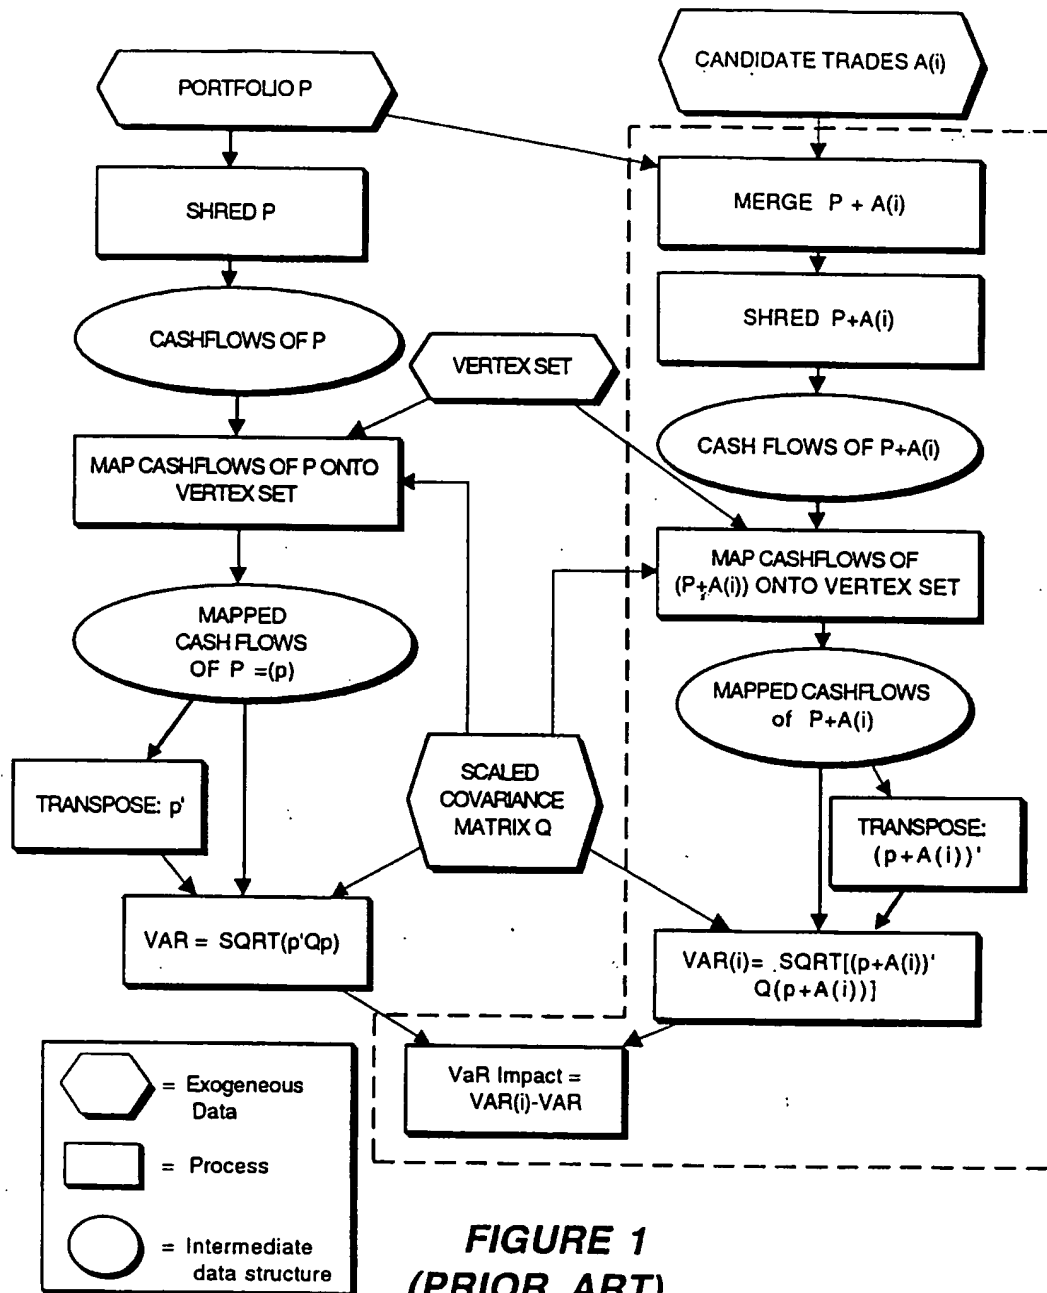 PORTFOLIO P
CANDIDATE TRADES A(i)
SHRED P
MERGE P + A(i)
CASHFLOWS OF P
SHRED P+A(i)
VERTEX SET
CASH FLOWS OF P+A(i)
MAP CASHFLOWS OF P ONTO
VERTEX SET
MAP CASHFLOWS OF
(P+A(i)) ONTO VERTEX SET
MAPPED
CASH FLOWS
OF P =(p)
MAPPED CASHFLOWS
of P+A(i)
TRANSPOSE: p'
SCALED
COVARIANCE
MATRIX Q
TRANSPOSE:
(p+A(i))'
VAR = SQRT(p'Qp)
VAR(i)= SQRT[(p+A(i))'
Q(p+A(i))]
VaR Impact =
VAR(i)-VAR
= Exogeneous
Data
= Process
= Intermediate
data structure
FIGURE 1
(PRIOR ART)